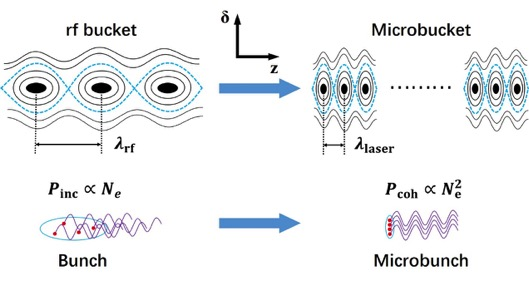 rf bucket
δ
z
Microbucket
λrf
λlaser
Pinc ∝ Ne
Pcoh ∝ Ne²
Bunch
Microbunch